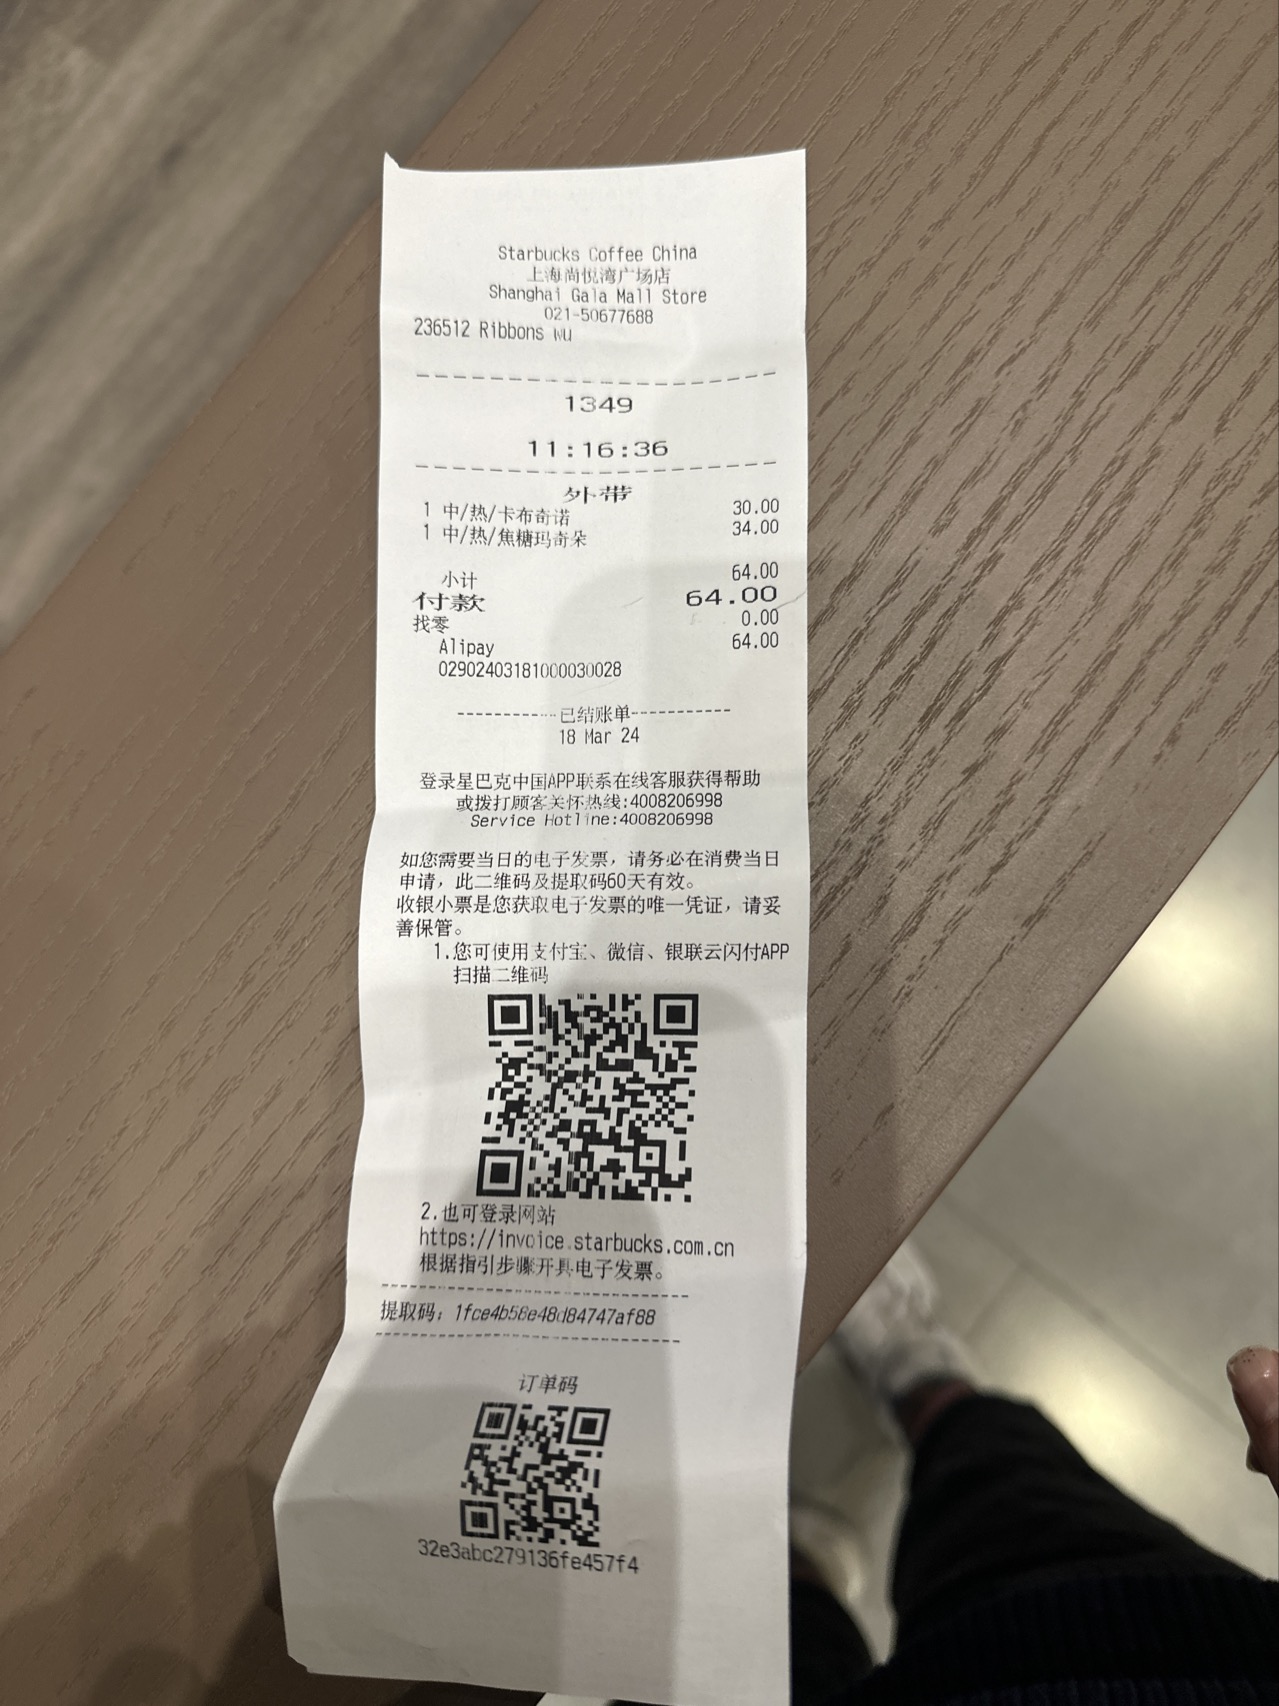 Starbucks Coffee China
上海尚悦湾广场店
Shanghai Gala Mall Store
021-50677688
236512 Ribbons wu
1349
11:16:36
外带
1 中/热/卡布奇诺 30.00
1 中/热/焦糖玛奇朵 34.00
小计 64.00
付款 64.00
找零 0.00
Alipay 64.00
02902403181000030028
已结账单
18 Mar 24
登录星巴克中国APP联系在线客服获得帮助
或拨打顾客关怀热线:4008206998
Service Hotline:4008206998
如您需要当日的电子发票，请务必在消费当日
申请，此二维码及提取码60天有效。
收银小票是您获取电子发票的唯一凭证，请妥
善保管。
1.您可使用支付宝、微信、银联云闪付APP
扫描二维码
2.也可登录网站
https://invoice.starbucks.com.cn
根据指引步骤开具电子发票。
提取码：1fce4b58e48d84747af88
订单码
32e3abc279136fe457f4